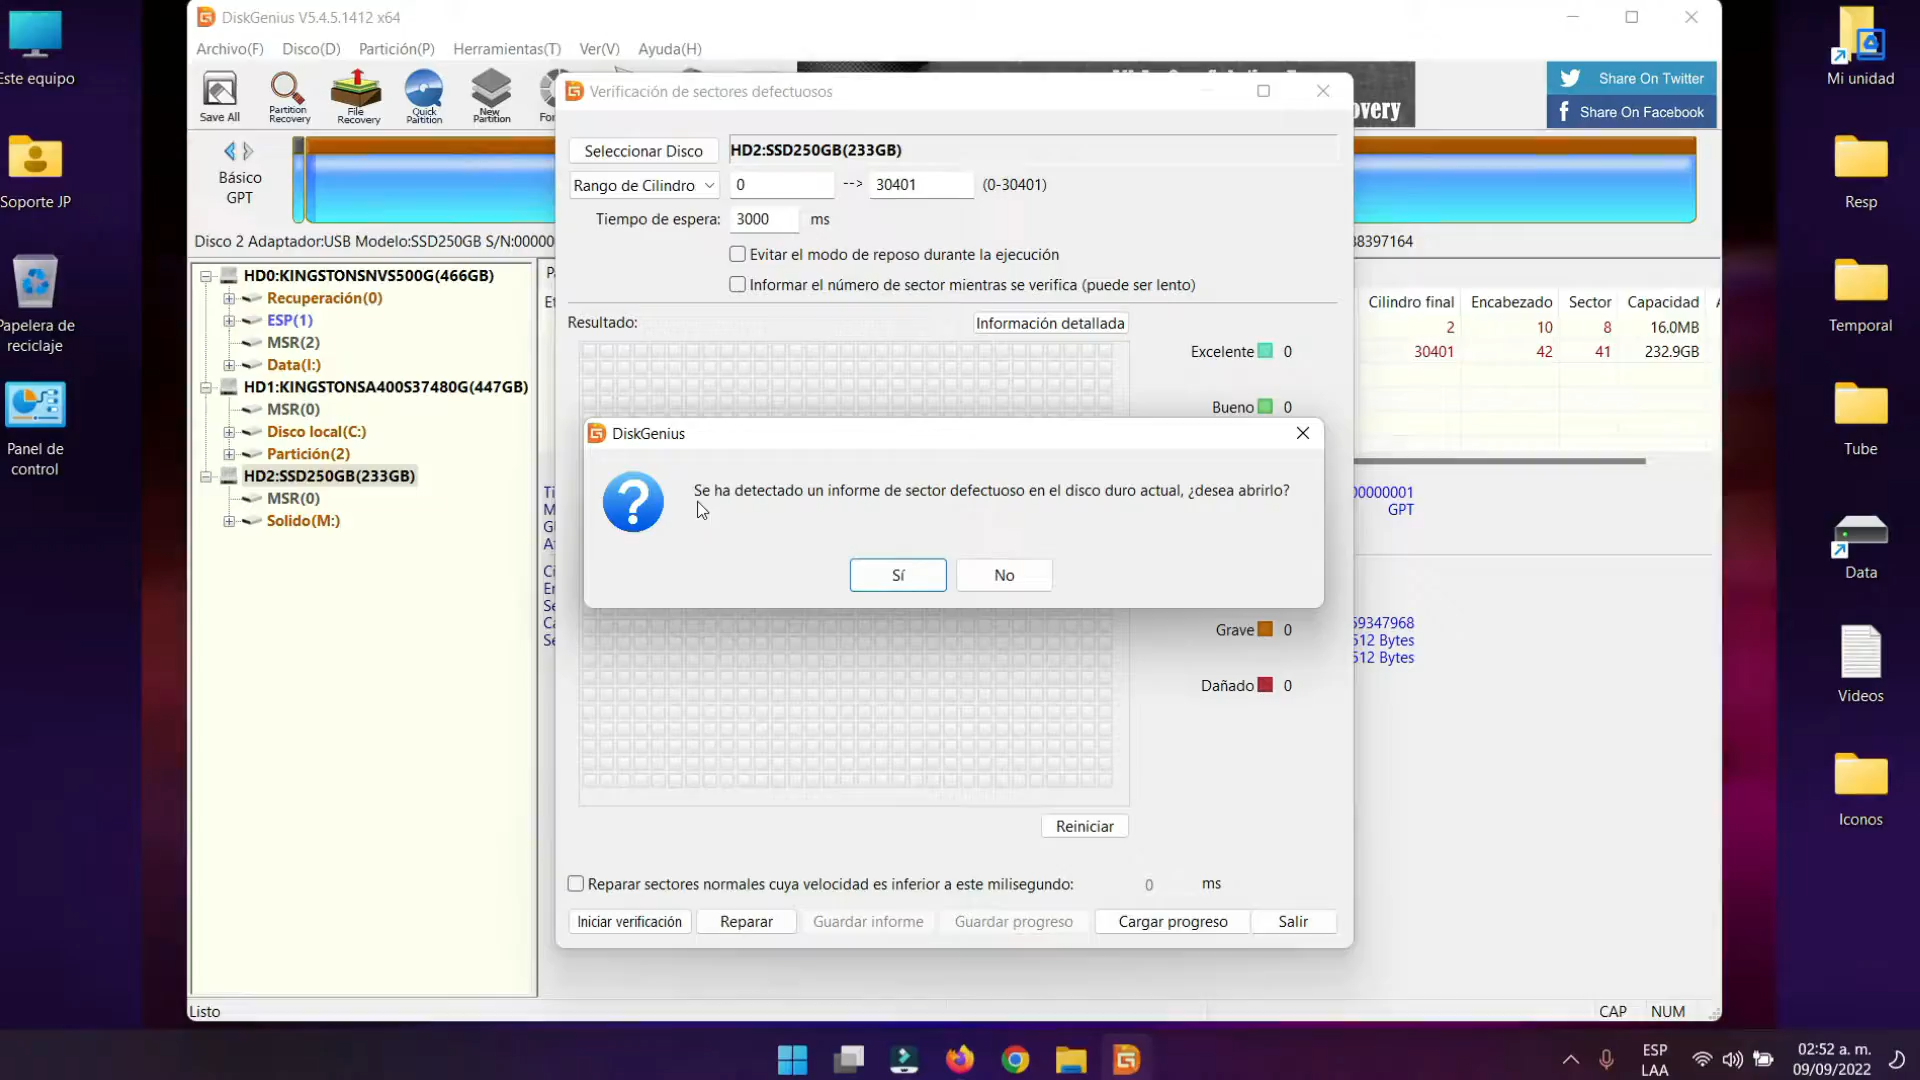 DiskGenius V5.4.5.1412 x64
Archivo(F) Disco(D) Partición(P) Herramientas(T) Ver(V) Ayuda(H)
Save All
Partition Recovery
File Recovery
Quick Partition
New Partition
Share On Twitter
Share On Facebook
Básico
GPT
Disco 2 Adaptador:USB Modelo:SSD250GB S/N:00000
88397164
HD0:KINGSTONSNVS500G(466GB)
Recuperación(0)
ESP(1)
MSR(2)
Data(I:)
HD1:KINGSTONSA400S37480G(447GB)
MSR(0)
Disco local(C:)
Partición(2)
HD2:SSD250GB(233GB)
MSR(0)
Solido(M:)
Cilindro final Encabezado Sector Capacidad
2 10 8 16.0MB
30401 42 41 232.9GB
00000001
GPT
59347968
512 Bytes
512 Bytes
Verificación de sectores defectuosos
Seleccionar Disco HD2:SSD250GB(233GB)
Rango de Cilindro 0 --> 30401 (0-30401)
Tiempo de espera: 3000 ms
Evitar el modo de reposo durante la ejecución
Informar el número de sector mientras se verifica (puede ser lento)
Resultado: Información detallada
Excelente 0
Bueno 0
Grave 0
Dañado 0
DiskGenius
Se ha detectado un informe de sector defectuoso en el disco duro actual, ¿desea abrirlo?
Sí No
Reiniciar
Reparar sectores normales cuya velocidad es inferior a este milisegundo: 0 ms
Iniciar verificación Reparar Guardar informe Guardar progreso Cargar progreso Salir
Listo
CAP NUM
Este equipo
Soporte JP
Papelera de reciclaje
Panel de control
Mi unidad
Resp
Temporal
Tube
Data
Videos
Iconos
ESP
LAA
02:52 a. m.
09/09/2022